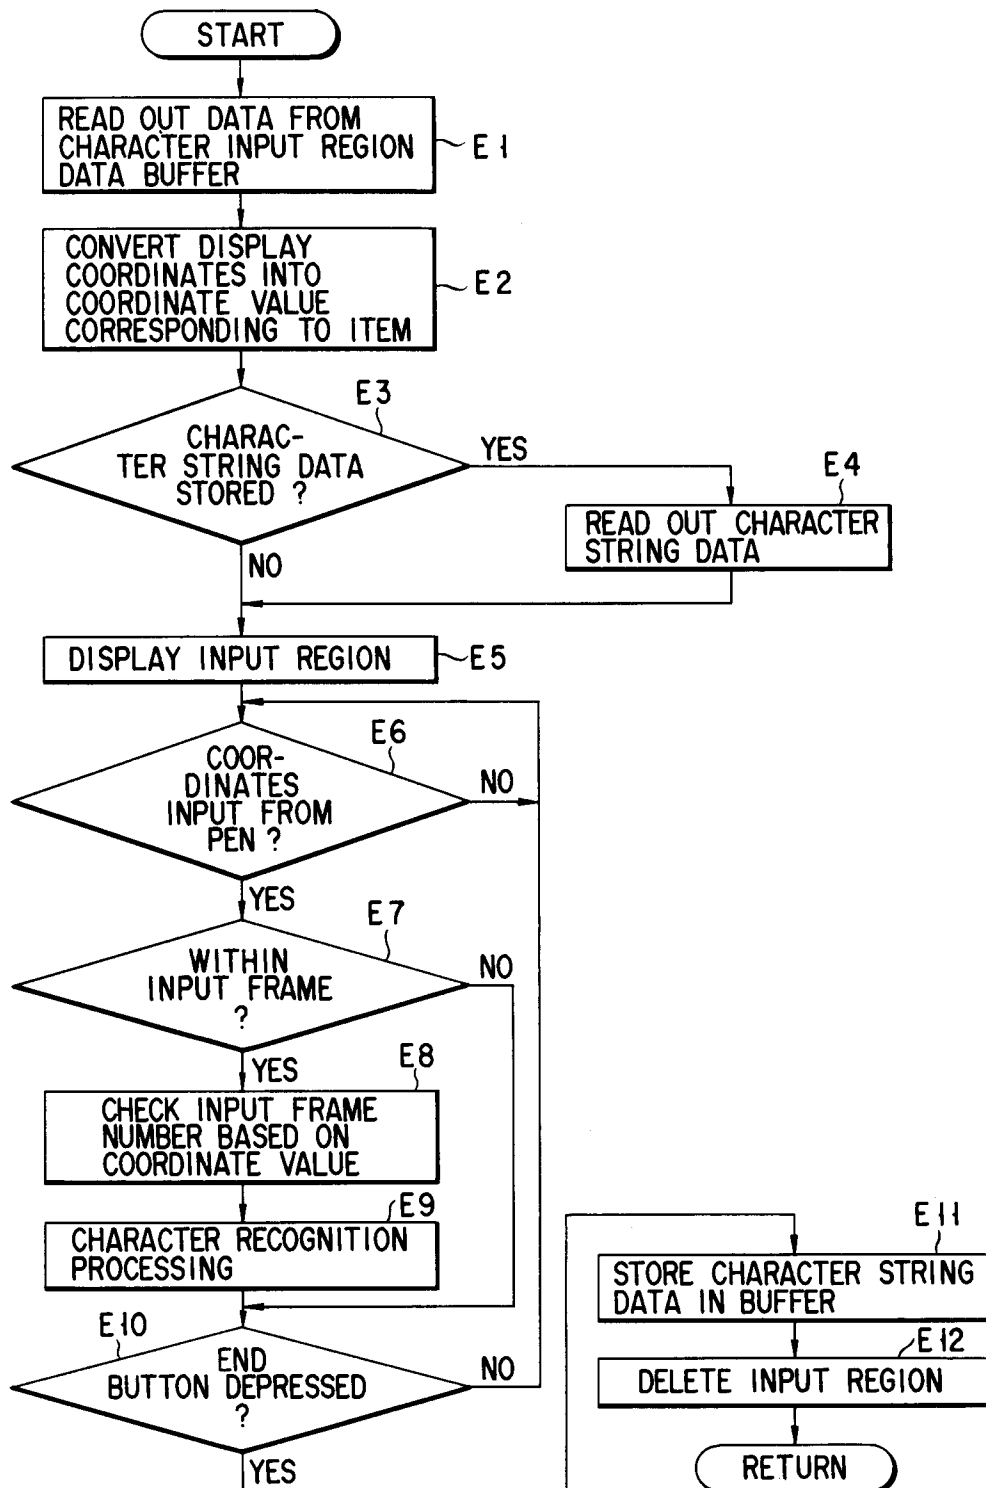 START
READ OUT DATA FROM
CHARACTER INPUT REGION
DATA BUFFER
E1
CONVERT DISPLAY
COORDINATES INTO
COORDINATE VALUE
CORRESPONDING TO ITEM
E2
E3
CHARAC-
TER STRING DATA
STORED ?
YES
NO
E4
READ OUT CHARACTER
STRING DATA
DISPLAY INPUT REGION
E5
E6
COOR-
DINATES
INPUT FROM
PEN ?
NO
YES
E7
WITHIN
INPUT FRAME
?
NO
YES
E8
CHECK INPUT FRAME
NUMBER BASED ON
COORDINATE VALUE
E9
CHARACTER RECOGNITION
PROCESSING
E10
END
BUTTON DEPRESSED
?
NO
YES
E11
STORE CHARACTER STRING
DATA IN BUFFER
E12
DELETE INPUT REGION
RETURN